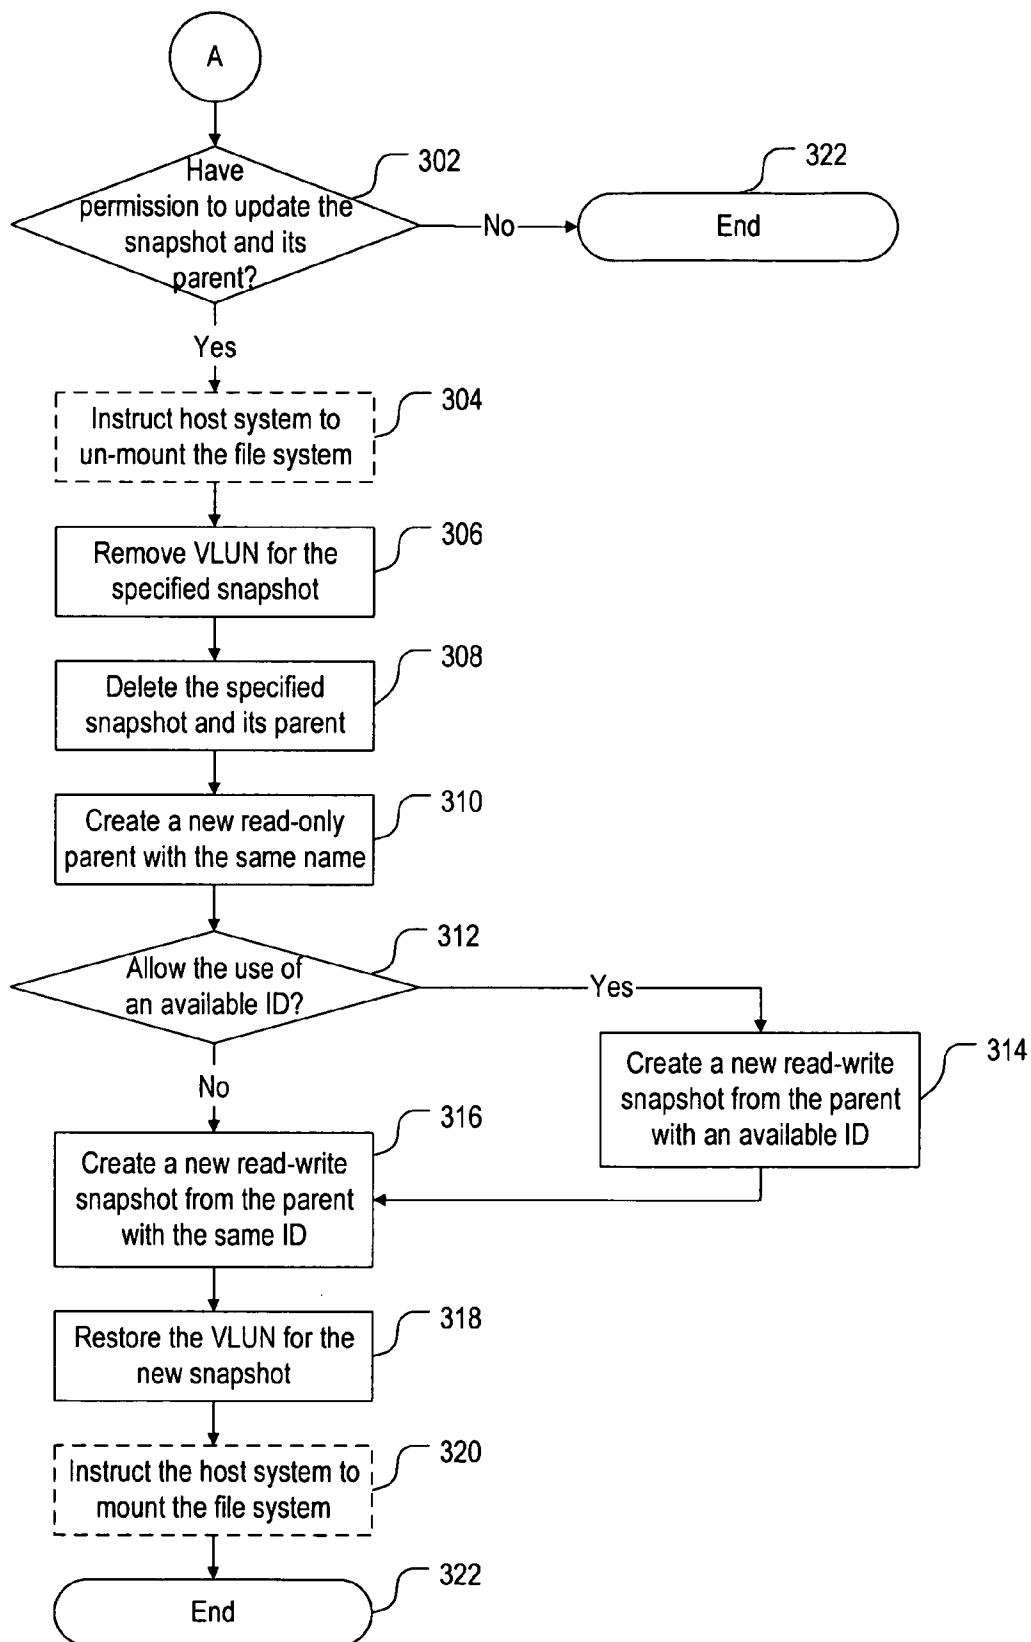 A
302
Have
permission to update the
snapshot and its
parent?
No
322
End
Yes
304
Instruct host system to
un-mount the file system
306
Remove VLUN for the
specified snapshot
308
Delete the specified
snapshot and its parent
310
Create a new read-only
parent with the same name
312
Allow the use of
an available ID?
Yes
314
Create a new read-write
snapshot from the parent
with an available ID
No
316
Create a new read-write
snapshot from the parent
with the same ID
318
Restore the VLUN for the
new snapshot
320
Instruct the host system to
mount the file system
322
End